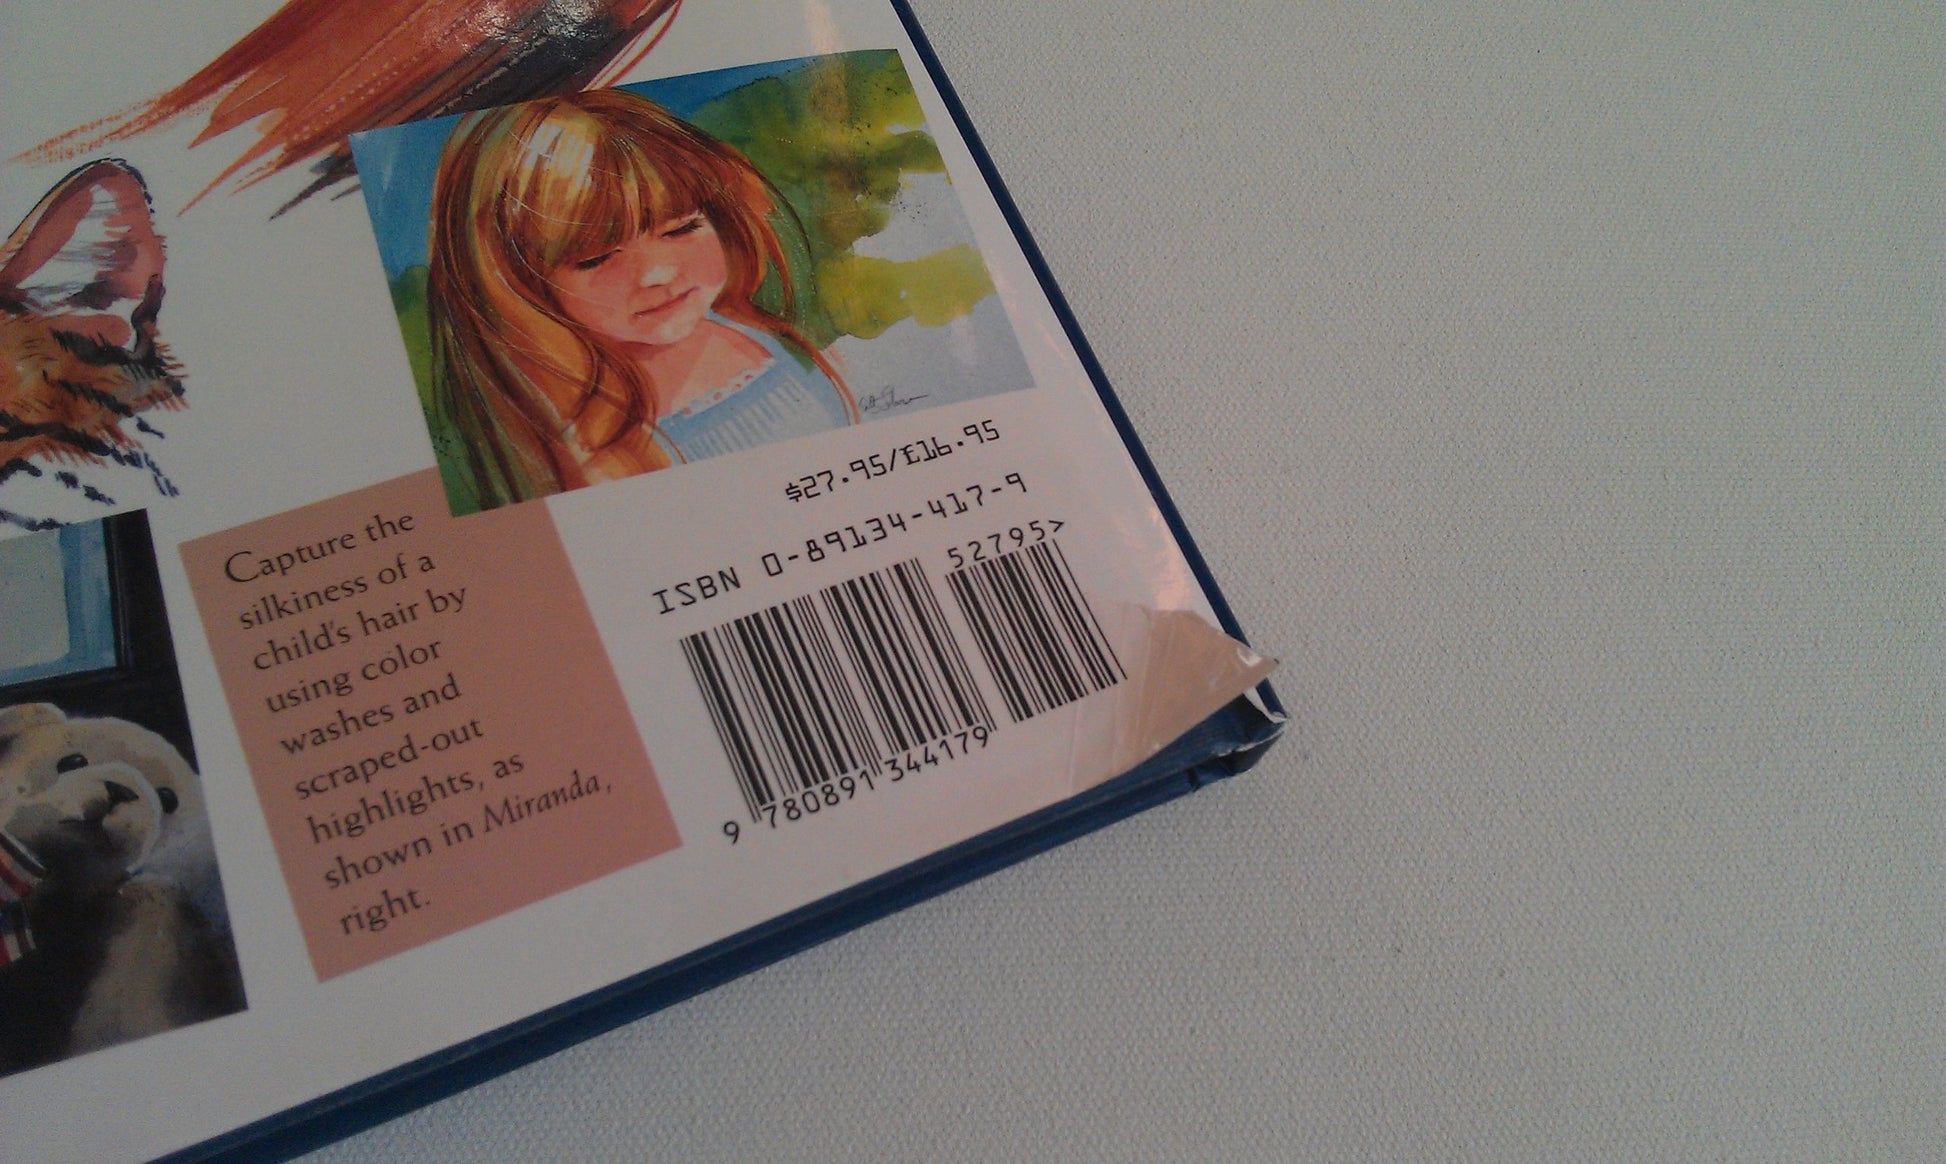 $27.95/£16.95
ISBN 0-89134-417-9
52795>
9 780891 344179
Capture the
silkiness of a
child's hair by
using color
washes and
scraped-out
highlights, as
shown in Miranda,
right.